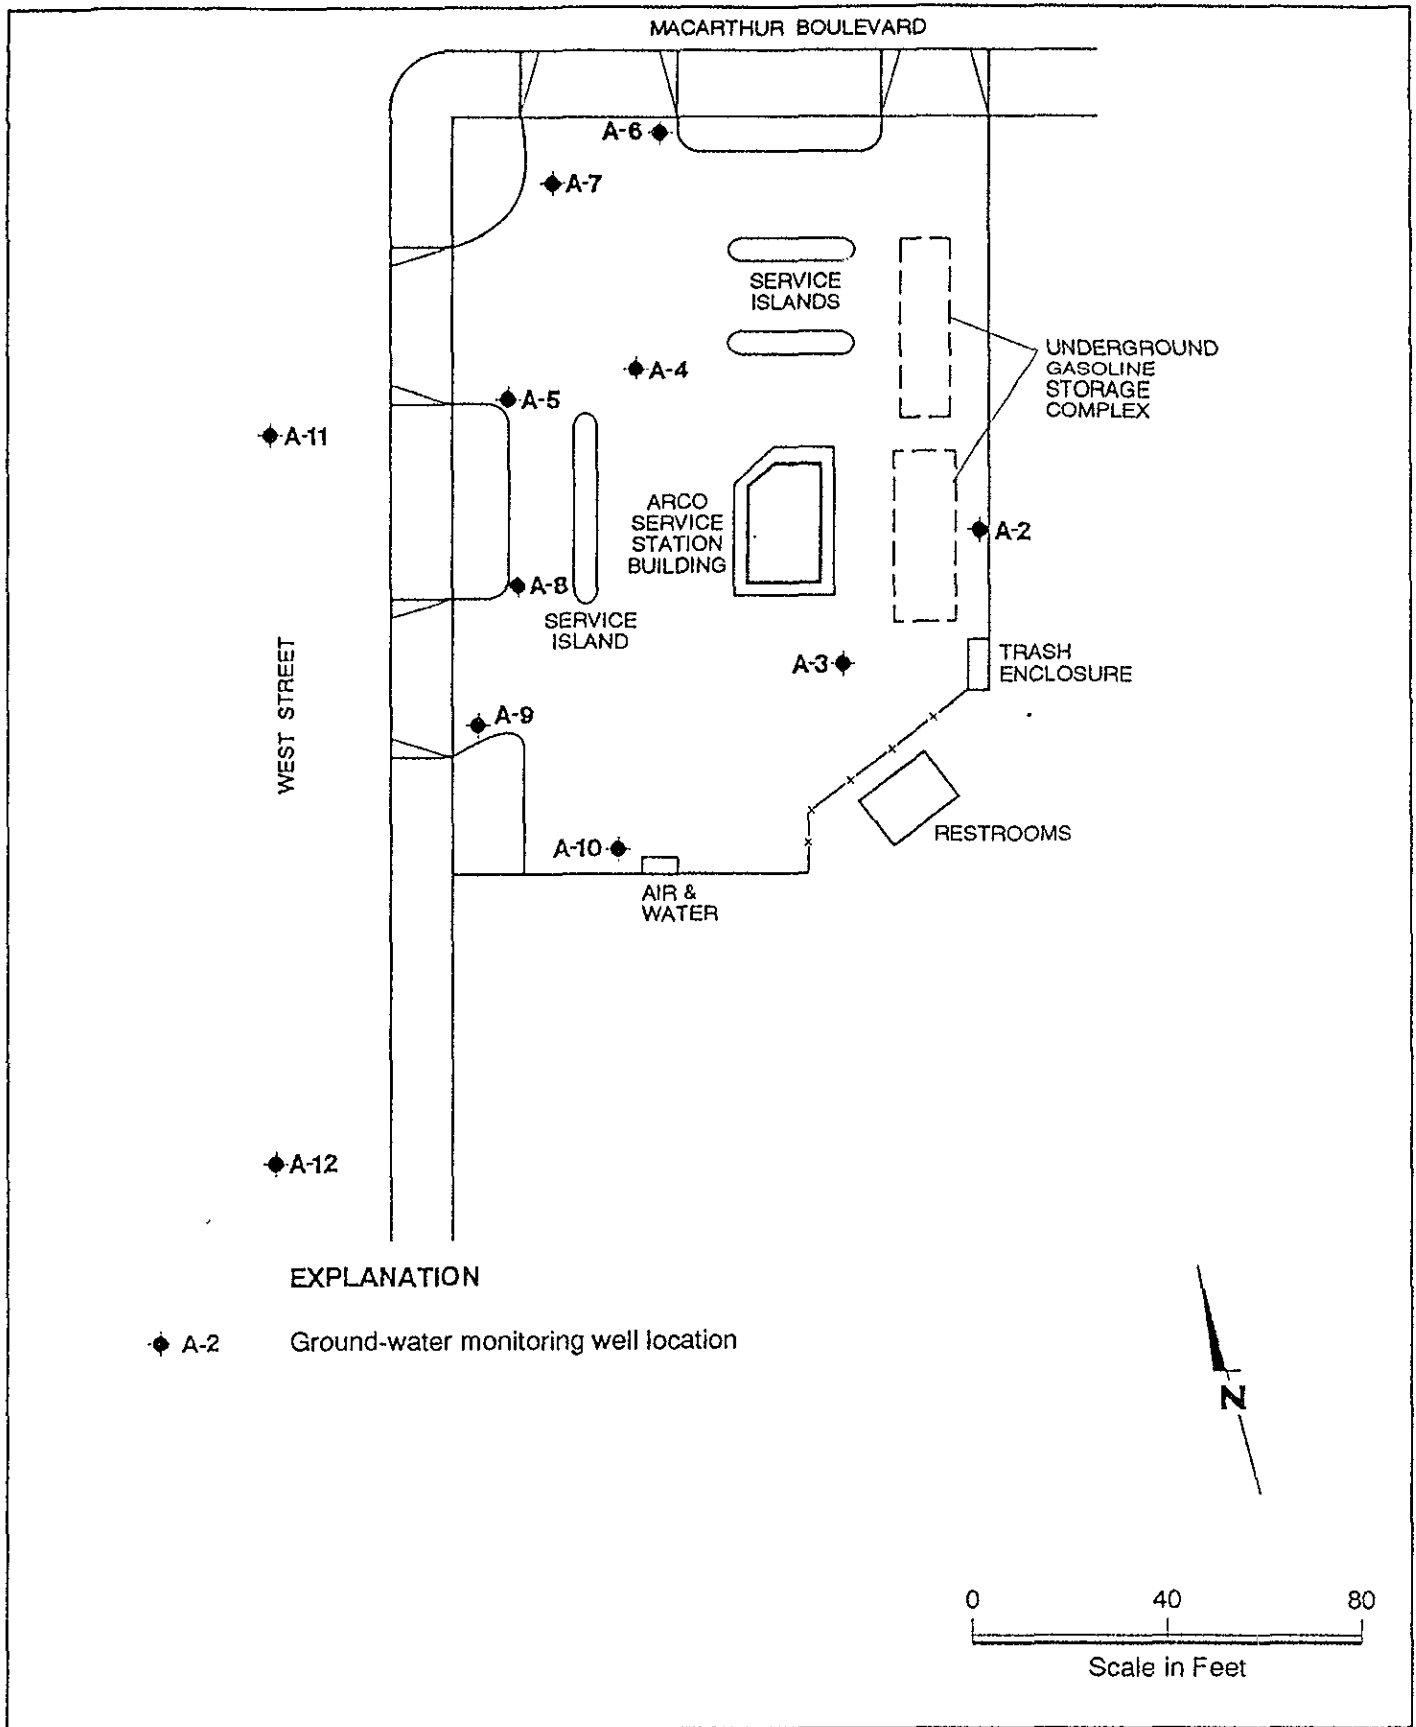 MACARTHUR BOULEVARD
A-6
A-7
SERVICE
ISLANDS
UNDERGROUND
GASOLINE
STORAGE
COMPLEX
A-4
A-5
A-11
ARCO
SERVICE
STATION
BUILDING
A-2
A-8
SERVICE
ISLAND
WEST STREET
A-3
TRASH
ENCLOSURE
A-9
RESTROOMS
A-10
AIR &
WATER
A-12
EXPLANATION
A-2 Ground-water monitoring well location
N
0 40 80
Scale in Feet